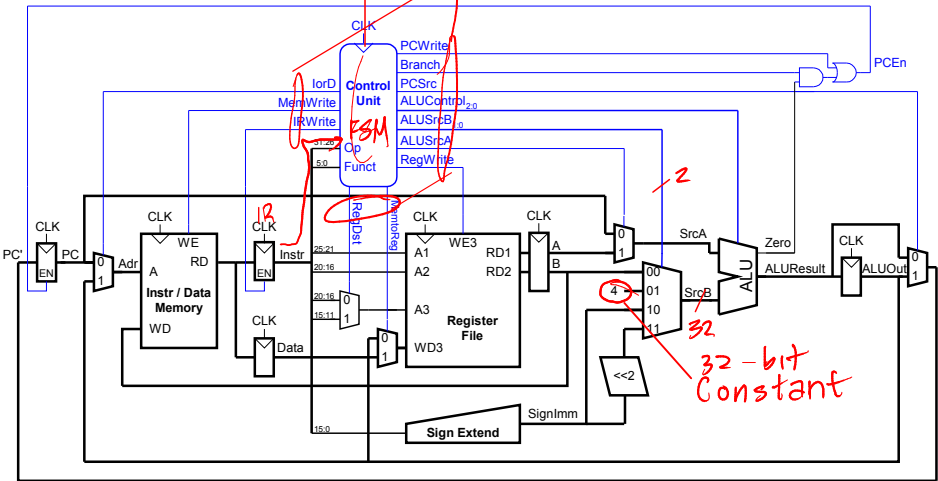 CLK
PCWrite
Branch
PCSrc
ALUControl2:0
ALUSrcB1:0
ALUSrcA
RegWrite
PCEn
IorD
MemWrite
IRWrite
Control
Unit
FSM
31:26
Op
5:0
Funct
RegDst
MemtoReg
2
IR
CLK
CLK
CLK
CLK
CLK
CLK
PC'
EN
PC
0
1
Adr
WE
A
RD
Instr / Data
Memory
WD
EN
Instr
25:21
20:16
20:16
15:11
0
1
CLK
Data
0
1
A1
A2
A3
WD3
WE3
RD1
RD2
Register
File
A
B
0
1
SrcA
00
4
01
10
11
SrcB
32
ALU
Zero
ALUResult
ALUOut
0
1
32-bit
Constant
<<2
SignImm
15:0
Sign Extend